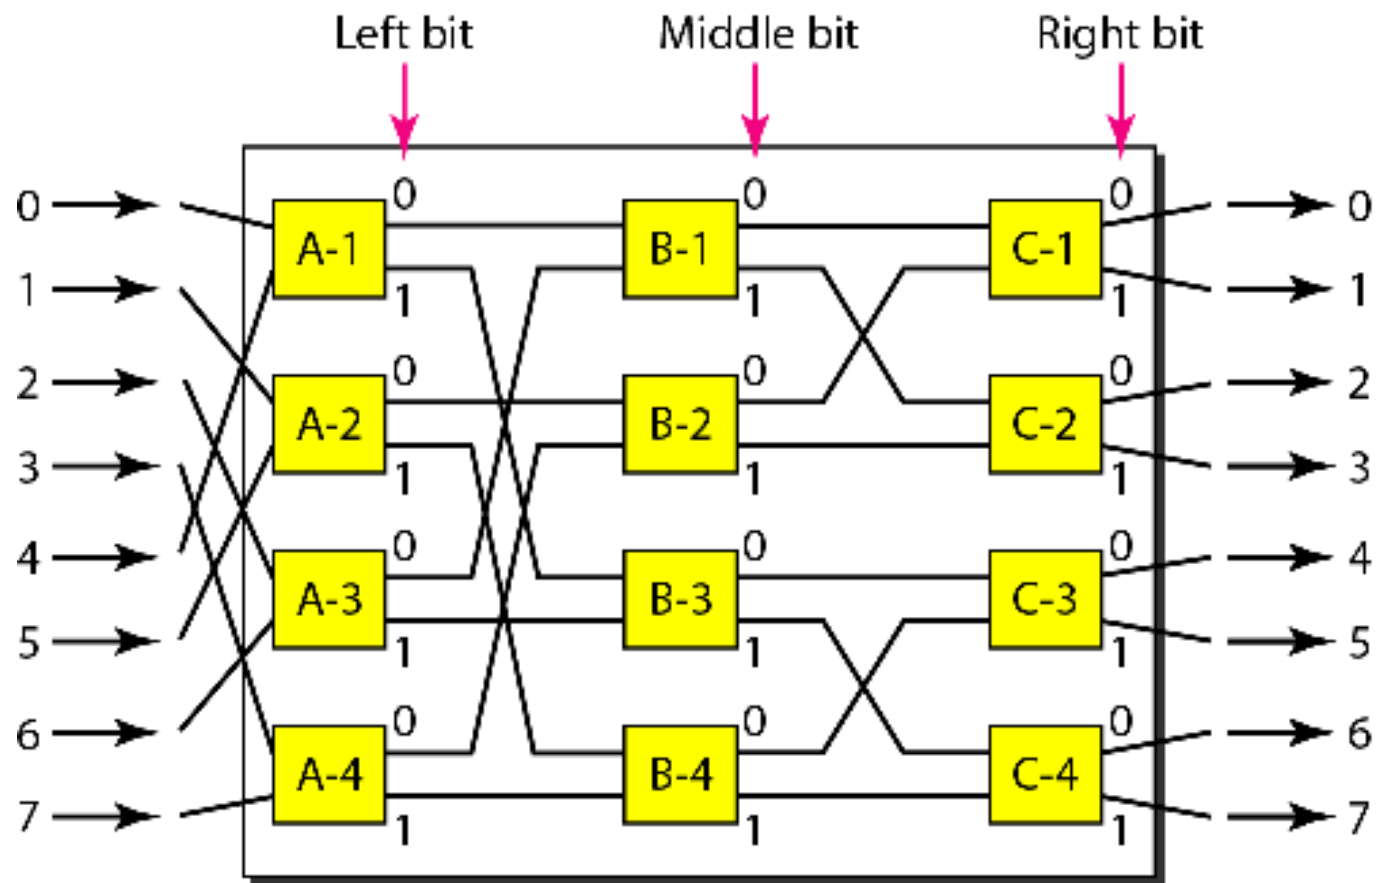 Left bit Middle bit Right bit
0 0 0
0 A-1 B-1 C-1 0
1 1 1 1 1
0 0 0
2 2
A-2 B-2 C-2
3 1 1 1 3
0 0 0
4 4
A-3 B-3 C-3
5 1 1 1 5
0 0 0
6 6
A-4 B-4 C-4
7 1 1 1 7